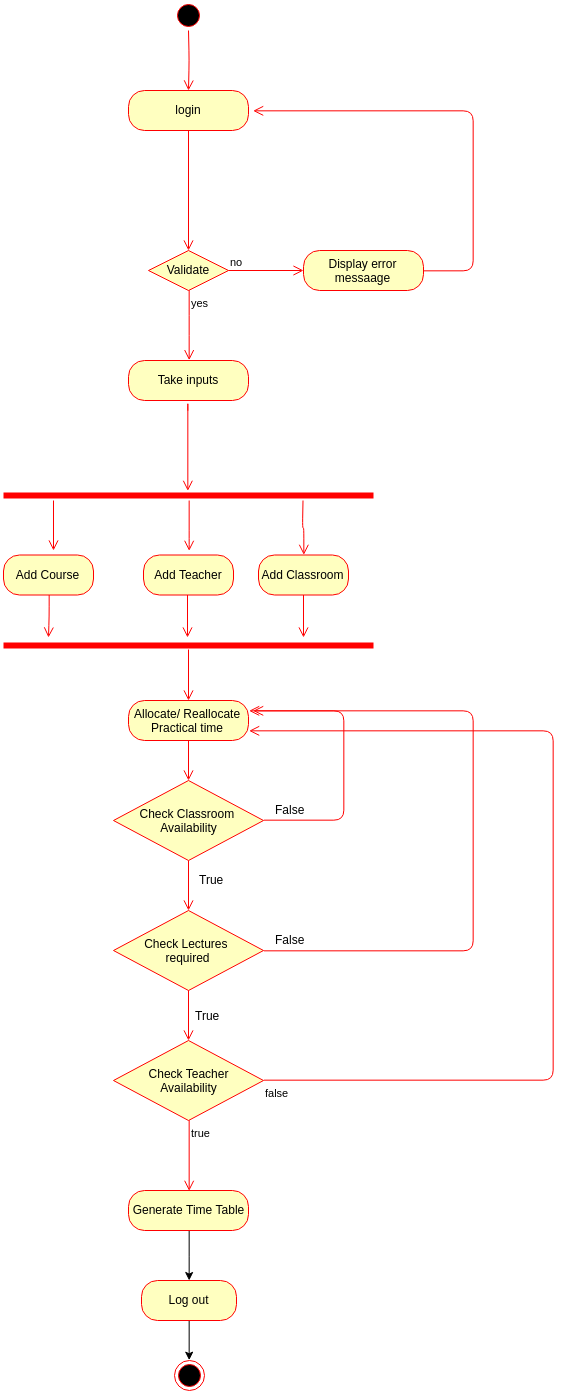 login
Validate
no
Display error
messaage
yes
Take inputs
Add Course
Add Teacher
Add Classroom
Allocate/ Reallocate
Practical time
Check Classroom
Availability
False
True
Check Lectures
required
False
True
Check Teacher
Availability
false
true
Generate Time Table
Log out